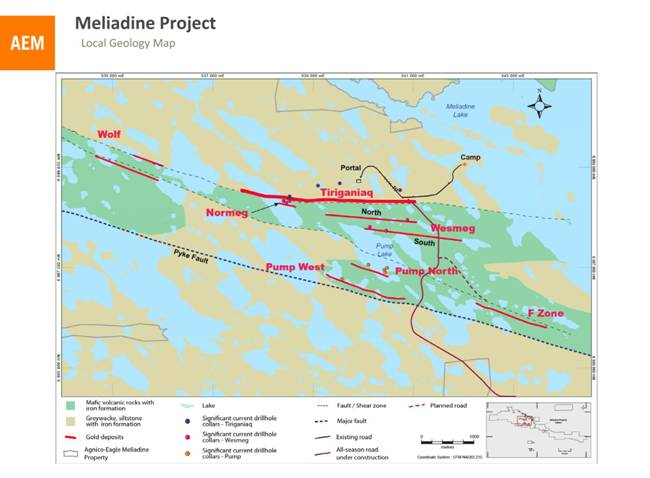 AEM
Meliadine Project
Local Geology Map
Meliadine
Lake
N
Wolf
Portal
Camp
Tiriganiaq
Normeg
North
Wesmeg
South
Pump
Lake
Pyke Fault
Pump West
Pump North
F Zone
Mafic volcanic rocks with
iron formation
Greywacke, siltstone
with iron formation
Gold deposits
Agnico-Eagle Meliadine
Property
Lake
Significant current drillhole
collars - Tiriganiaq
Significant current drillhole
collars - Wesmeg
Significant current drillhole
collars - Pump
Fault / Shear zone
Major fault
Existing road
All-season road
under construction
Planned road
0
1000
metres